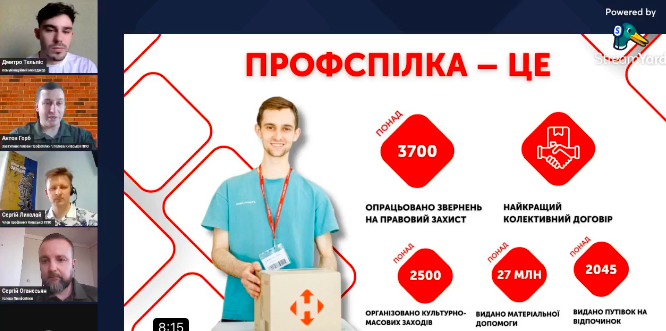 Powered by
StreamYard
ПРОФСПІЛКА – ЦЕ
ПОНАД
3700
ОПРАЦЬОВАНО ЗВЕРНЕНЬ
НА ПРАВОВИЙ ЗАХИСТ
НАЙКРАЩИЙ
КОЛЕКТИВНИЙ ДОГОВІР
ПОНАД
2500
ОРГАНІЗОВАНО КУЛЬТУРНО-
МАСОВИХ ЗАХОДІВ
ПОНАД
27 МЛН
ВИДАНО МАТЕРІАЛЬНОЇ
ДОПОМОГИ
ПОНАД
2045
ВИДАНО ПУТІВОК НА
ВІДПОЧИНОК
Дмитро Тельпіс
Антон Горб
Сергій Лихолай
Сергій Оганесьян
8:15